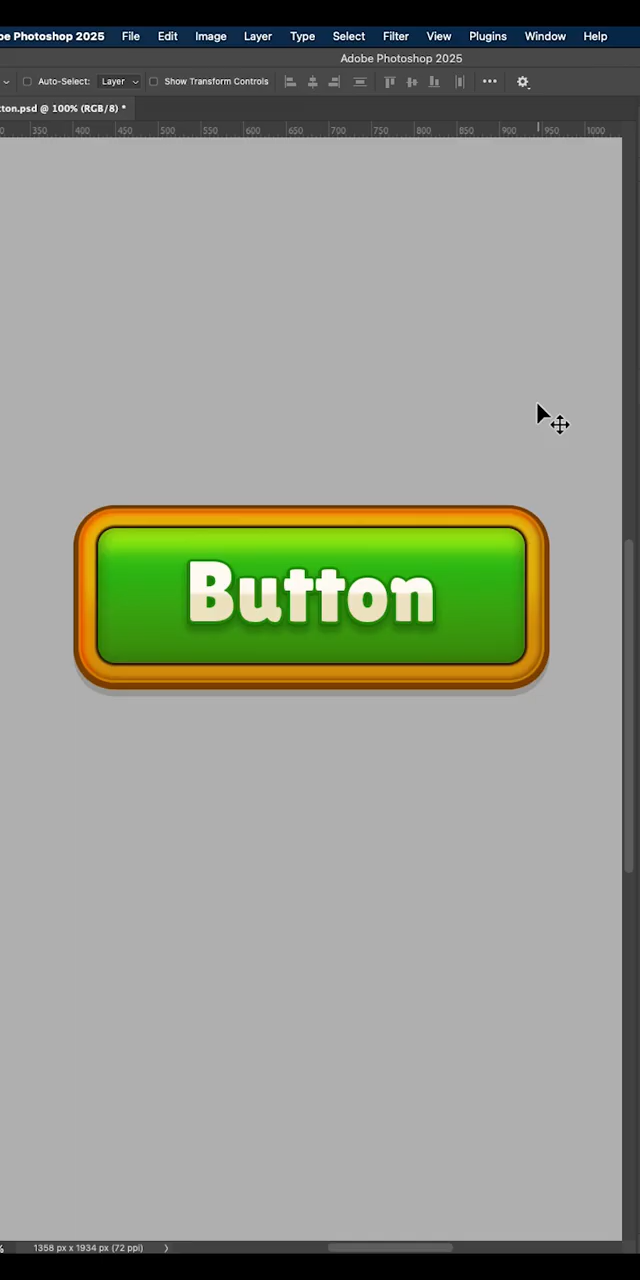 be Photoshop 2025 File Edit Image Layer Type Select Filter View Plugins Window Help
Adobe Photoshop 2025
Auto-Select: Layer Show Transform Controls
ton.psd @ 100% (RGB/8) *
350 400 450 500 550 600 650 700 750 800 850 900 950 1000
Button
% 1358 px x 1934 px (72 ppi)